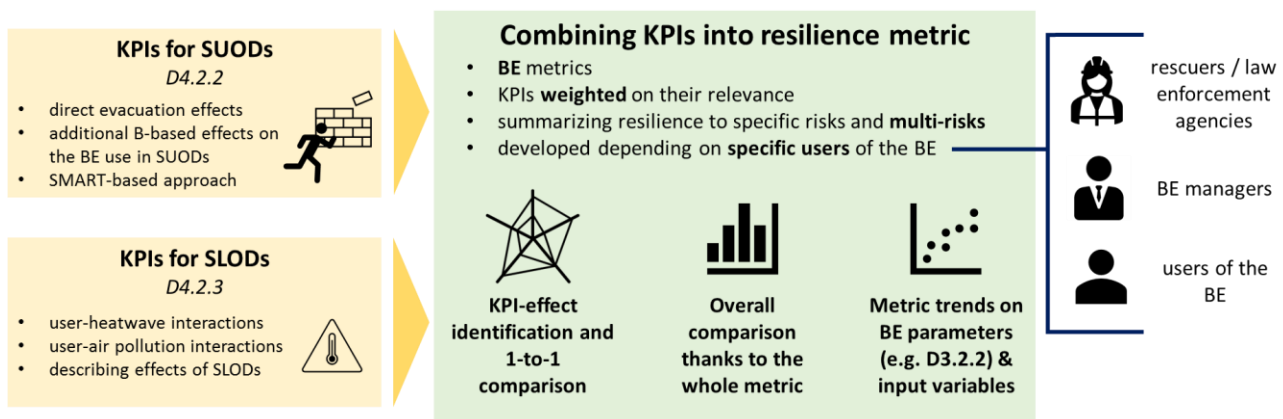 KPIs for SUODs
D4.2.2
• direct evacuation effects
• additional B-based effects on
the BE use in SUODs
• SMART-based approach
KPIs for SLODs
D4.2.3
• user-heatwave interactions
• user-air pollution interactions
• describing effects of SLODs
Combining KPIs into resilience metric
• BE metrics
• KPIs weighted on their relevance
• summarizing resilience to specific risks and multi-risks
• developed depending on specific users of the BE
KPI-effect
identification and
1-to-1
comparison
Overall
comparison
thanks to the
whole metric
Metric trends on
BE parameters
(e.g. D3.2.2) &
input variables
rescuers / law
enforcement
agencies
BE managers
users of the
BE